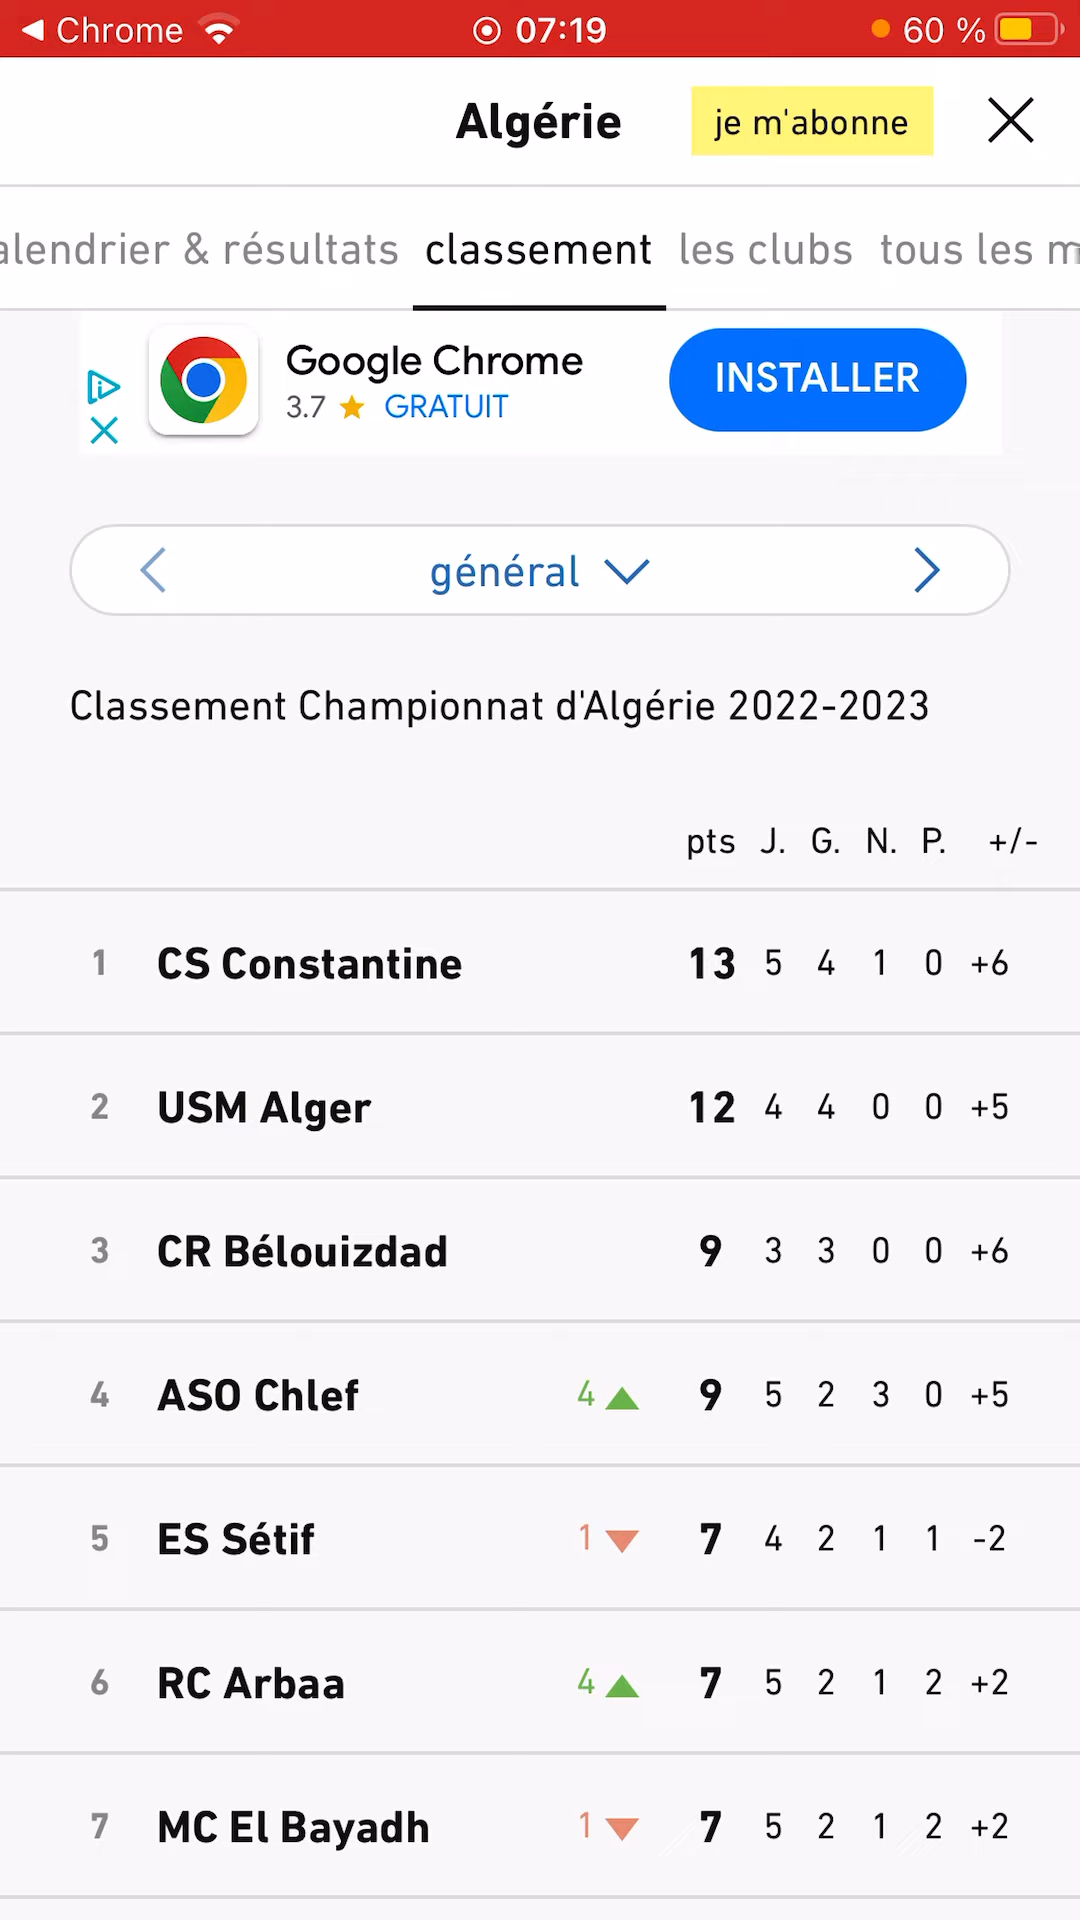 Chrome 07:19 60 %
Algérie je m'abonne
alendrier & résultats classement les clubs tous les m
Google Chrome
3.7 GRATUIT
INSTALLER
général
Classement Championnat d'Algérie 2022-2023
pts J. G. N. P. +/-
1 CS Constantine 13 5 4 1 0 +6
2 USM Alger 12 4 4 0 0 +5
3 CR Bélouizdad 9 3 3 0 0 +6
4 ASO Chlef 4 9 5 2 3 0 +5
5 ES Sétif 1 7 4 2 1 1 -2
6 RC Arbaa 4 7 5 2 1 2 +2
7 MC El Bayadh 1 7 5 2 1 2 +2